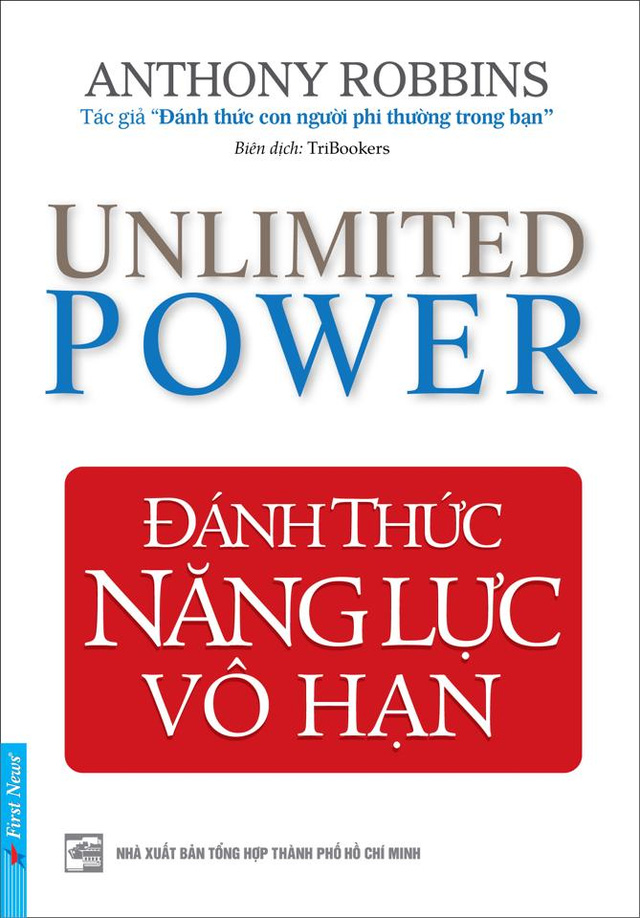 ANTHONY ROBBINS
Tác giả “Đánh thức con người phi thường trong bạn”
Biên dịch: TriBookers
UNLIMITED
POWER
ĐÁNH THỨC
NĂNG LỰC
VÔ HẠN
First News®
NHÀ XUẤT BẢN TỔNG HỢP THÀNH PHỐ HỒ CHÍ MINH